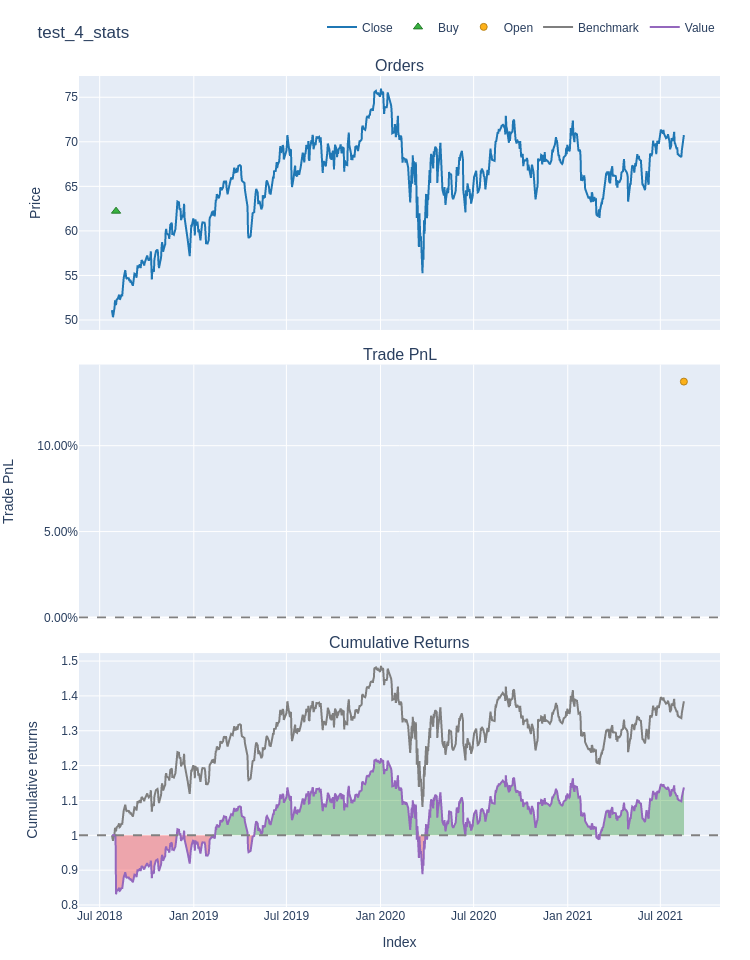 test_4_stats
Close Buy Open Benchmark Value
Orders
75
70
65
60
55
50
Price
Trade PnL
10.00%
5.00%
0.00%
Trade PnL
Cumulative Returns
1.5
1.4
1.3
1.2
1.1
1
0.9
0.8
Cumulative returns
Jul 2018 Jan 2019 Jul 2019 Jan 2020 Jul 2020 Jan 2021 Jul 2021
Index